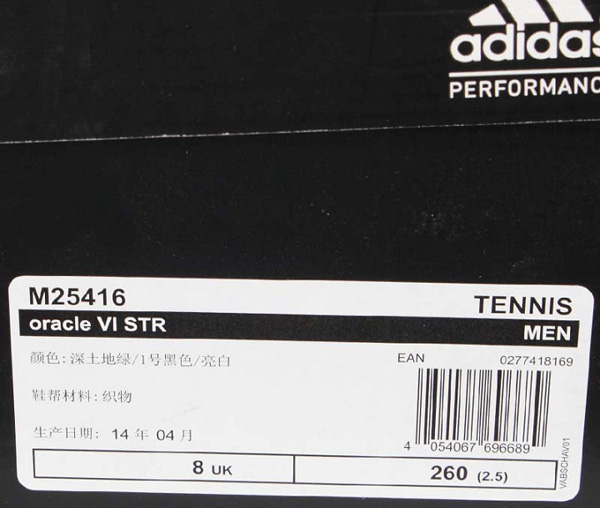 adidas
PERFORMANC
M25416
TENNIS
oracle VI STR
MEN
颜色: 深土地绿/1号黑色/亮白
EAN 0277418169
鞋帮材料: 织物
生产日期: 14 年 04 月
4 054067 696689
VABSCHAV01
8 UK
260 (2.5)